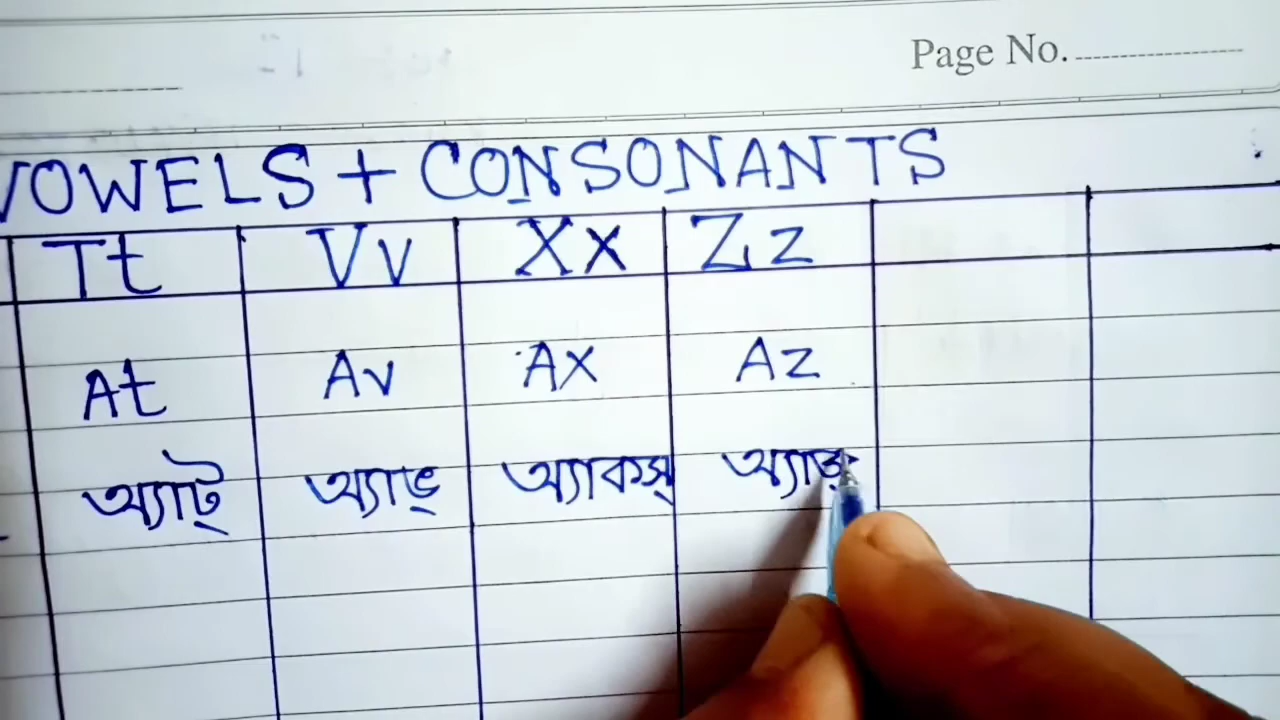 Page No.
VOWELS + CONSONANTS
Tt Vv Xx Zz
At Av Ax Az
অ্যাট্ অ্যাভ্ অ্যাকস্